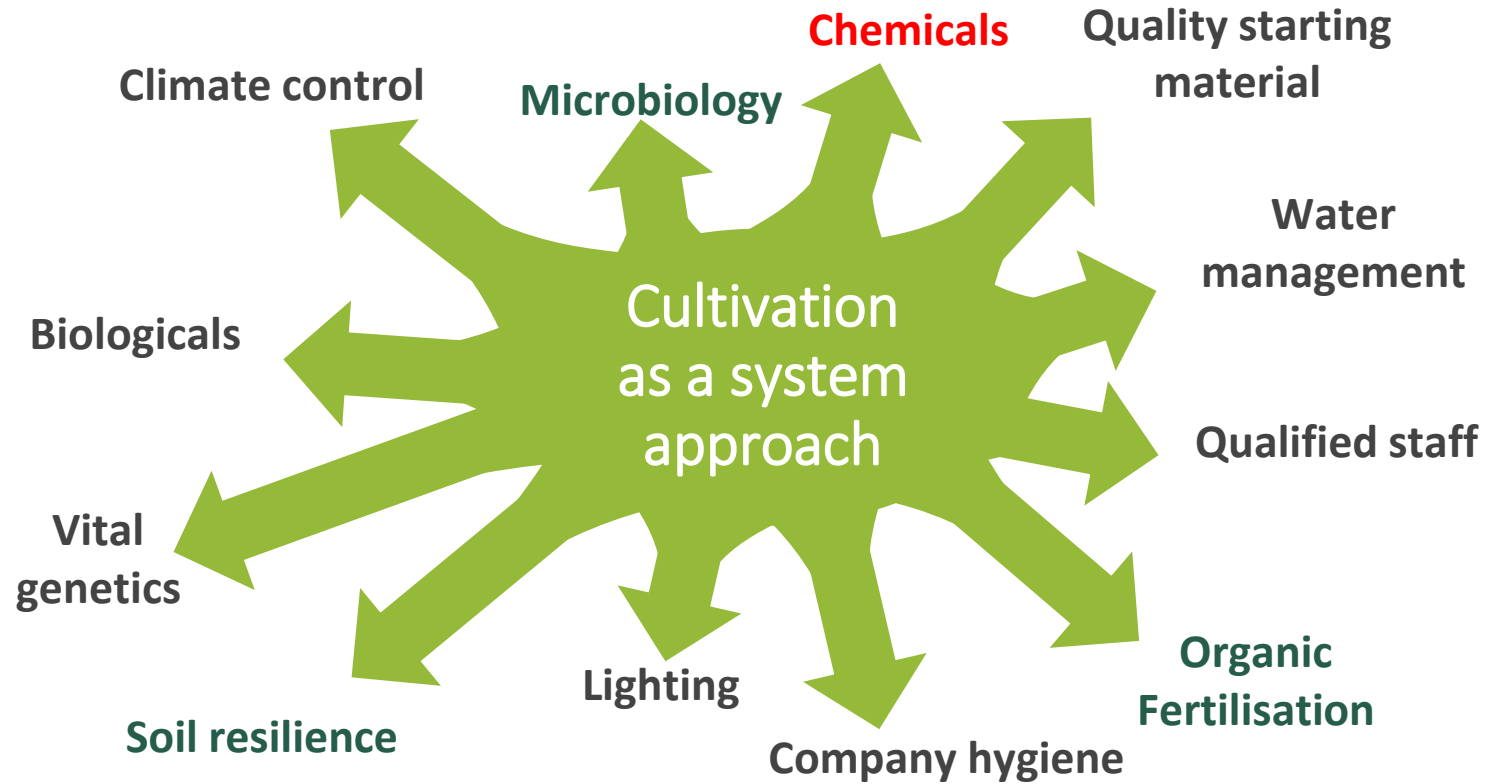 Chemicals
Quality starting
material
Climate control
Microbiology
Water
management
Cultivation
as a system
approach
Biologicals
Qualified staff
Vital
genetics
Organic
Fertilisation
Lighting
Soil resilience
Company hygiene